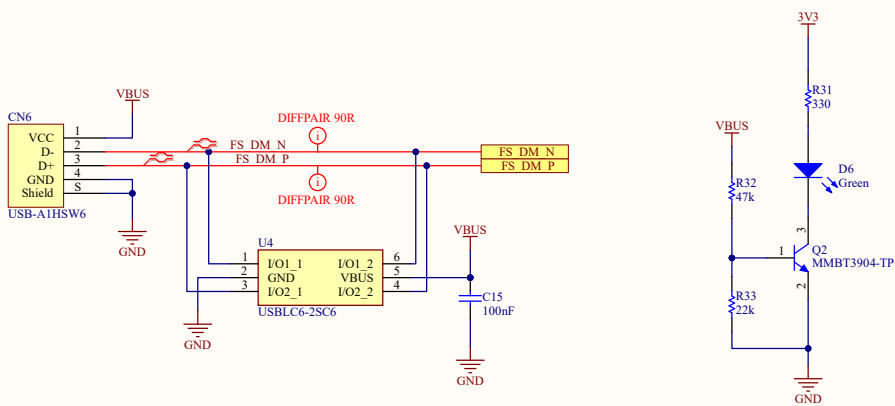 CN6
VCC 1
D- 2
D+ 3
GND 4
Shield S
USB-A1HSW6
VBUS
GND
DIFFPAIR 90R
i
FS_DM_N
FS_DM_P
i
DIFFPAIR 90R
FS_DM_N
FS_DM_P
U4
1 I/O1_1 I/O1_2 6
2 GND VBUS 5
3 I/O2_1 I/O2_2 4
USBLC6-2SC6
GND
VBUS
C15
100nF
GND
3V3
R31
330
VBUS
D6
Green
R32
47k
3
1
Q2
MMBT3904-TP
2
R33
22k
GND